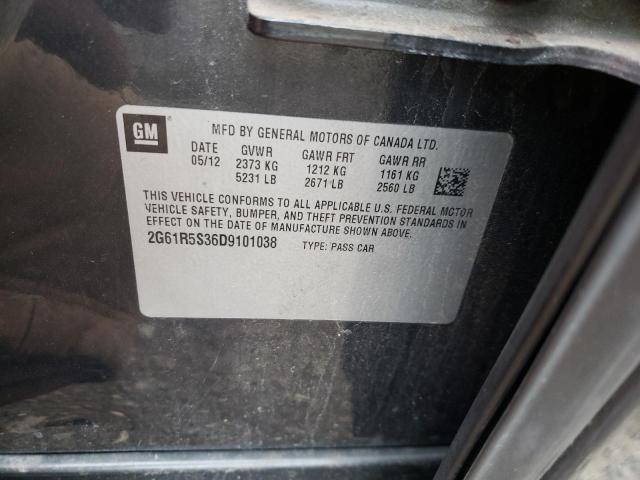 GM
MFD BY GENERAL MOTORS OF CANADA LTD.
DATE GVWR GAWR FRT GAWR RR
05/12 2373 KG 1212 KG 1161 KG
5231 LB 2671 LB 2560 LB
THIS VEHICLE CONFORMS TO ALL APPLICABLE U.S. FEDERAL MOTOR
VEHICLE SAFETY, BUMPER, AND THEFT PREVENTION STANDARDS IN
EFFECT ON THE DATE OF MANUFACTURE SHOWN ABOVE.
2G61R5S36D9101038 TYPE: PASS CAR